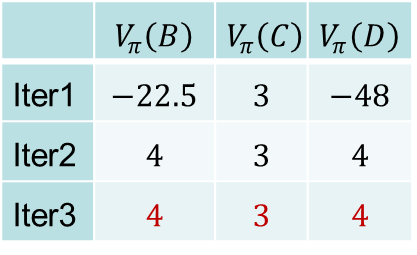 Vπ(B) Vπ(C) Vπ(D)
Iter1 −22.5 3 −48
Iter2 4 3 4
Iter3 4 3 4